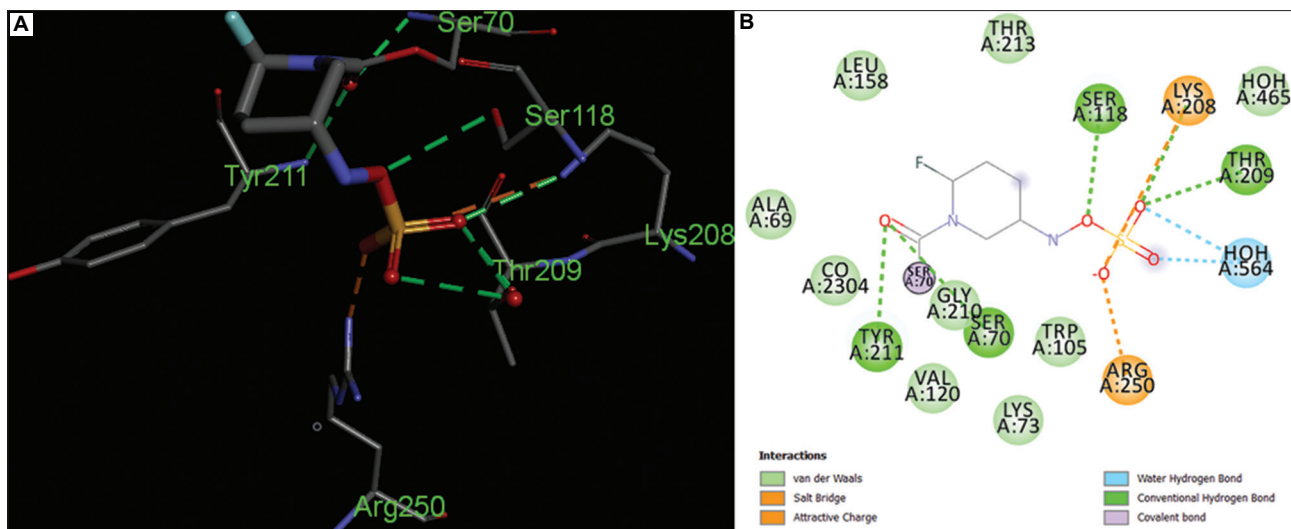 A
Ser70
Ser118
Tyr211
Lys208
Thr209
Arg250
B
THR
A:213
LEU
A:158
SER
A:118
LYS
A:208
HOH
A:465
THR
A:209
F
O
N
N
O
O
S
O
-O
HOH
A:564
ALA
A:69
SER
A:70
CO
A:2304
GLY
A:210
SER
A:70
TYR
A:211
TRP
A:105
VAL
A:120
ARG
A:250
LYS
A:73
Interactions
van der Waals
Salt Bridge
Attractive Charge
Water Hydrogen Bond
Conventional Hydrogen Bond
Covalent bond